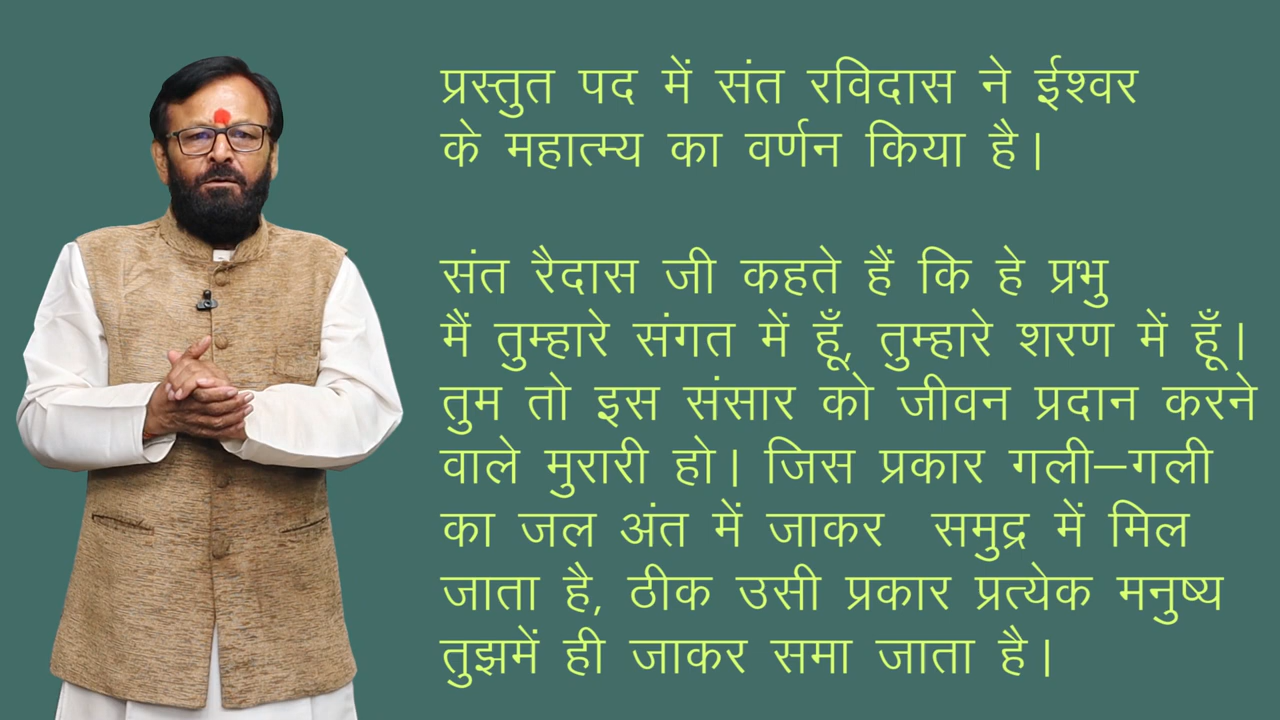 प्रस्तुत पद में संत रविदास ने ईश्वर
के महात्म्य का वर्णन किया है।
संत रैदास जी कहते हैं कि हे प्रभु
मैं तुम्हारे संगत में हूँ, तुम्हारे शरण में हूँ।
तुम तो इस संसार को जीवन प्रदान करने
वाले मुरारी हो। जिस प्रकार गली–गली
का जल अंत में जाकर समुद्र में मिल
जाता है, ठीक उसी प्रकार प्रत्येक मनुष्य
तुझमें ही जाकर समा जाता है।